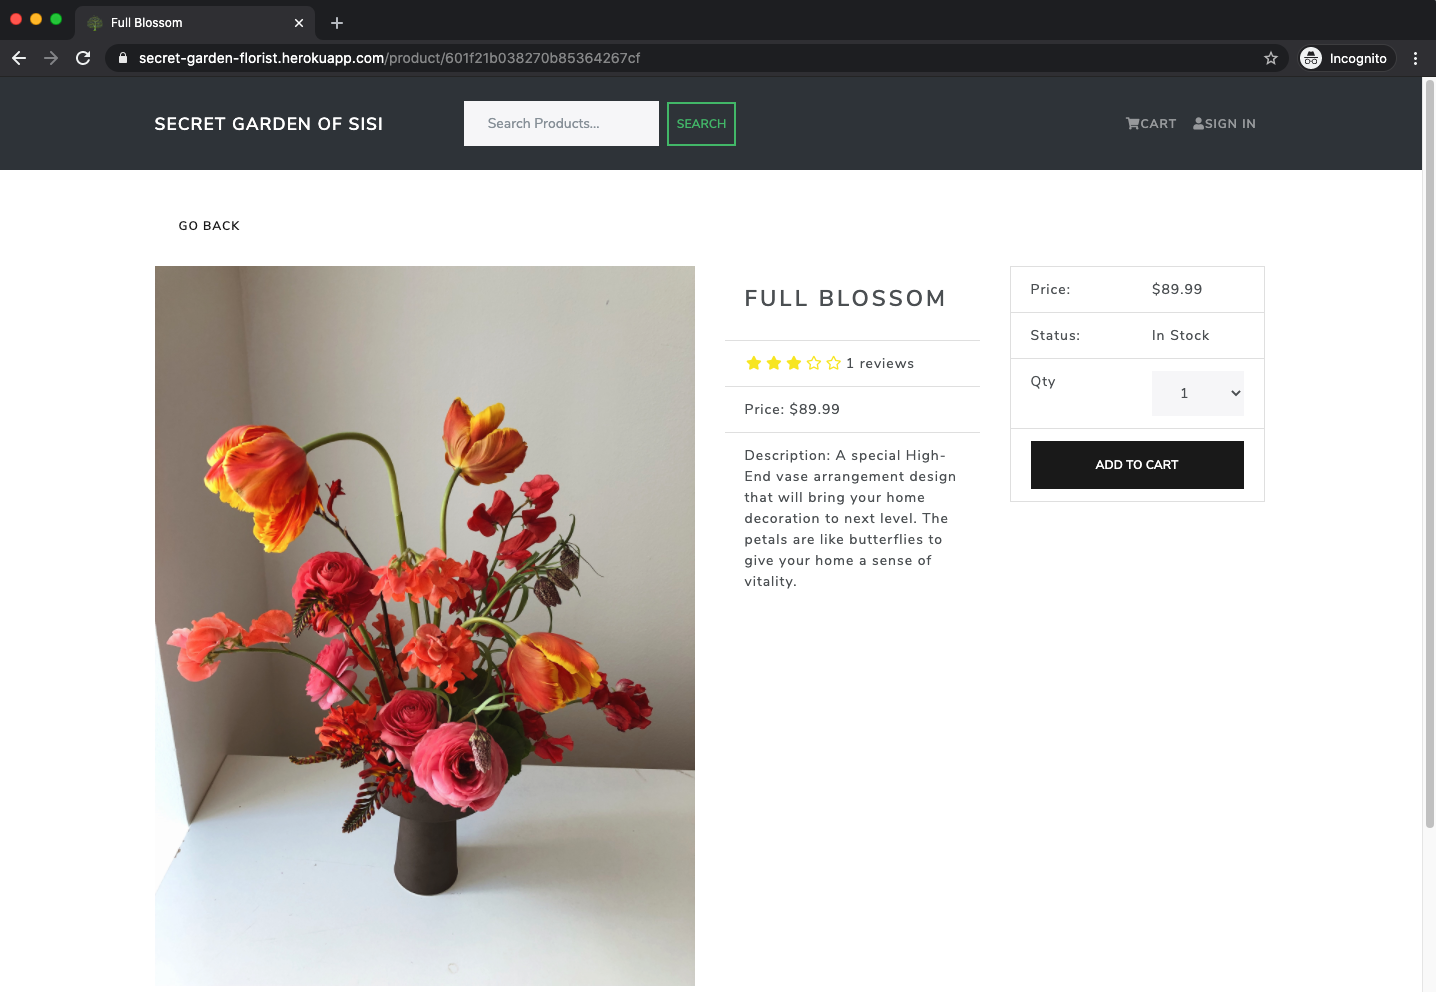 Full Blossom
secret-garden-florist.herokuapp.com/product/601f21b038270b85364267cf
Incognito
SECRET GARDEN OF SISI
Search Products...
SEARCH
CART
SIGN IN
GO BACK
FULL BLOSSOM
1 reviews
Price: $89.99
Description: A special High-
End vase arrangement design
that will bring your home
decoration to next level. The
petals are like butterflies to
give your home a sense of
vitality.
Price: $89.99
Status: In Stock
Qty 1
ADD TO CART